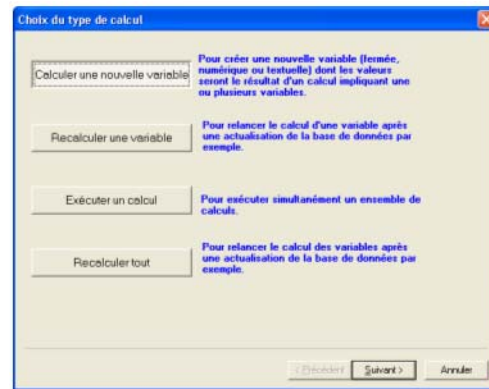 Choix du type de calcul
Calculer une nouvelle variable
Pour créer une nouvelle variable (fermée,
numérique ou textuelle) dont les valeurs
seront le résultat d'un calcul impliquant une
ou plusieurs variables.
Recalculer une variable
Pour relancer le calcul d'une variable après
une actualisation de la base de données par
exemple.
Exécuter un calcul
Pour exécuter simultanément un ensemble de
calculs.
Recalculer tout
Pour relancer le calcul des variables après
une actualisation de la base de données par
exemple.
< Précédent
Suivant >
Annuler